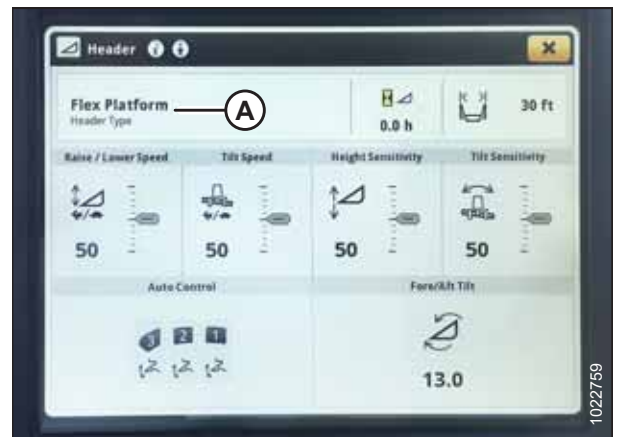 Header
Flex Platform
Header Type
A
0.0 h
30 ft
Raise / Lower Speed
Tilt Speed
Height Sensitivity
Tilt Sensitivity
50
50
50
50
Auto Control
Fore/Aft Tilt
3 2 1
13.0
1022759